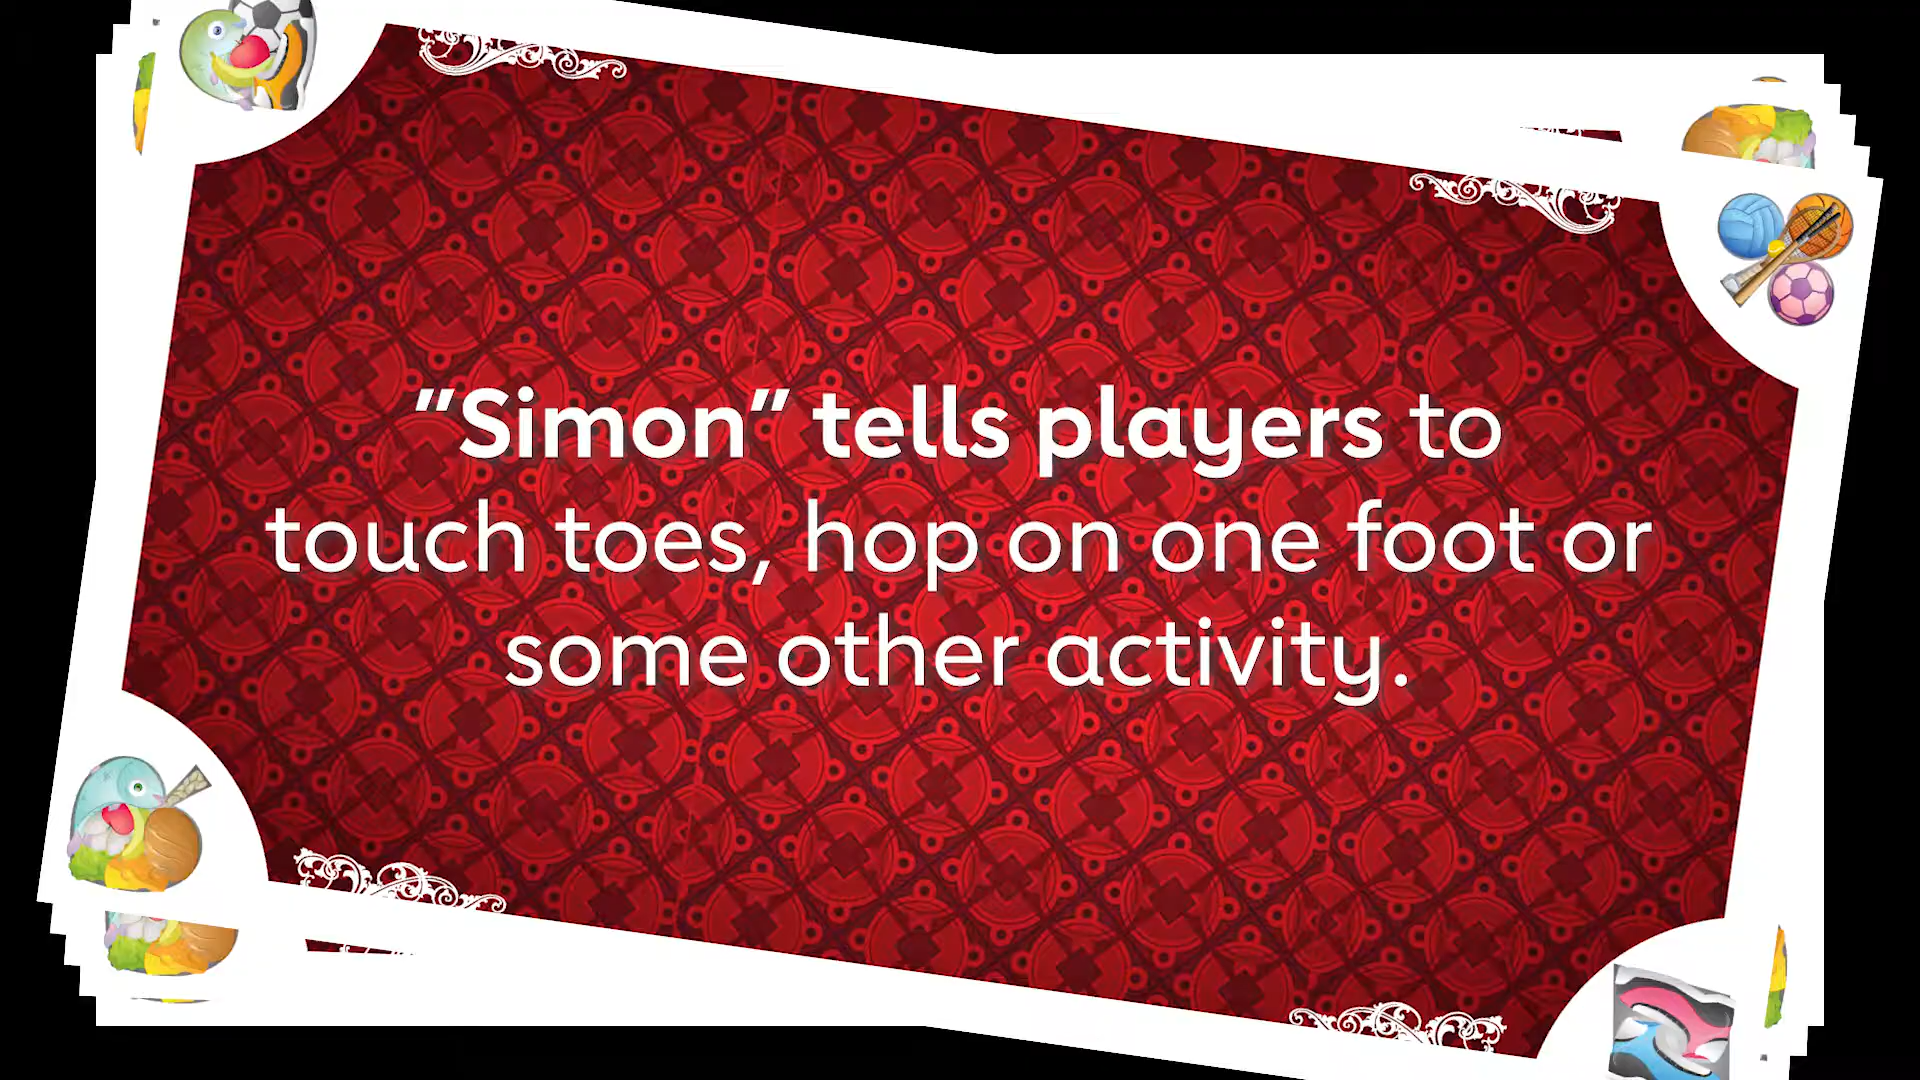 "Simon" tells players to
touch toes, hop on one foot or
some other activity.